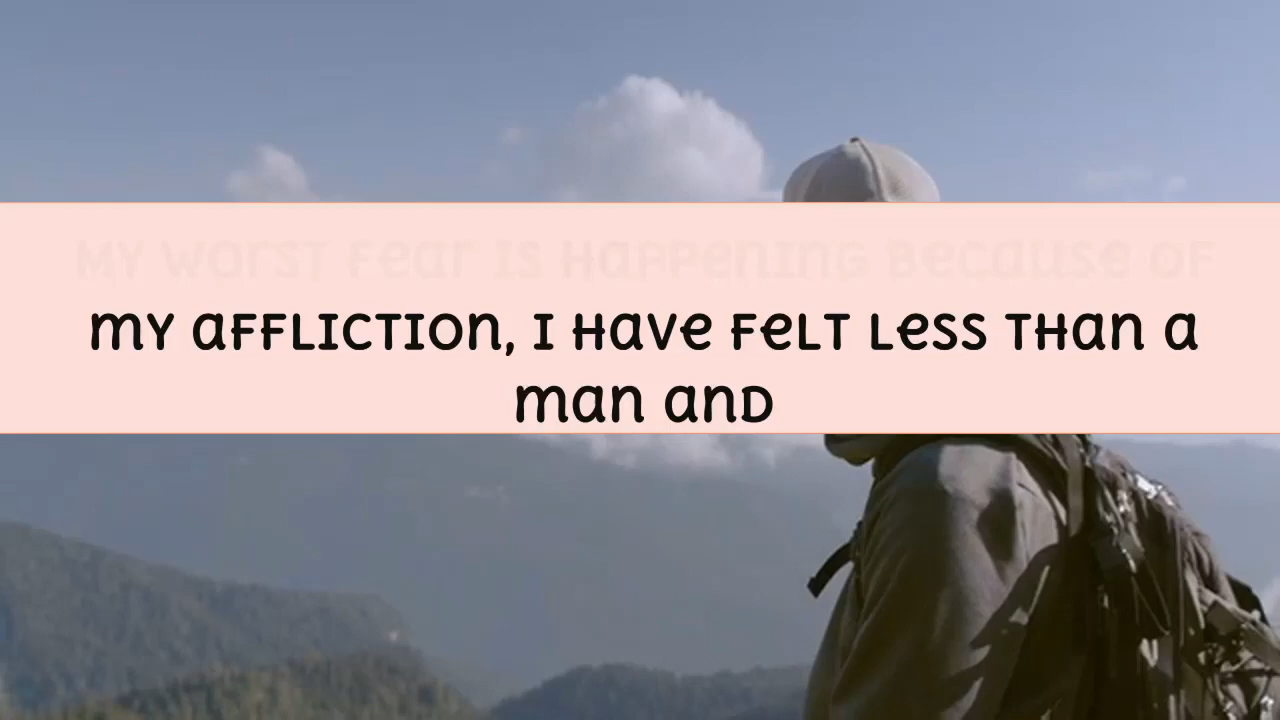 MY WORST FEAR IS HAPPENING BECAUSE OF
MY AFFLICTION, I HAVE FELT LESS THAN A
MAN AND